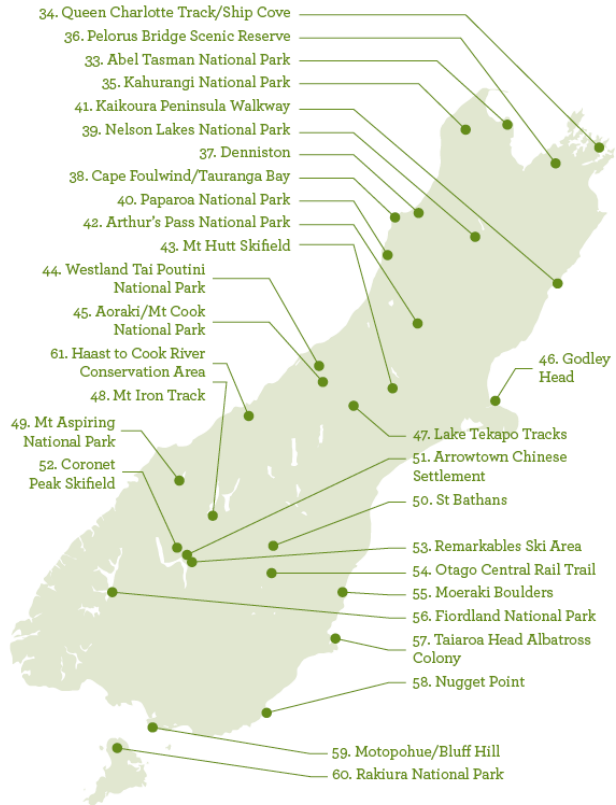 34. Queen Charlotte Track/Ship Cove
36. Pelorus Bridge Scenic Reserve
33. Abel Tasman National Park
35. Kahurangi National Park
41. Kaikoura Peninsula Walkway
39. Nelson Lakes National Park
37. Denniston
38. Cape Foulwind/Tauranga Bay
40. Paparoa National Park
42. Arthur's Pass National Park
43. Mt Hutt Skifield
44. Westland Tai Poutini
National Park
45. Aoraki/Mt Cook
National Park
61. Haast to Cook River
Conservation Area
48. Mt Iron Track
49. Mt Aspiring
National Park
52. Coronet
Peak Skifield
46. Godley
Head
47. Lake Tekapo Tracks
51. Arrowtown Chinese
Settlement
50. St Bathans
53. Remarkables Ski Area
54. Otago Central Rail Trail
55. Moeraki Boulders
56. Fiordland National Park
57. Taiaroa Head Albatross
Colony
58. Nugget Point
59. Motopohue/Bluff Hill
60. Rakiura National Park